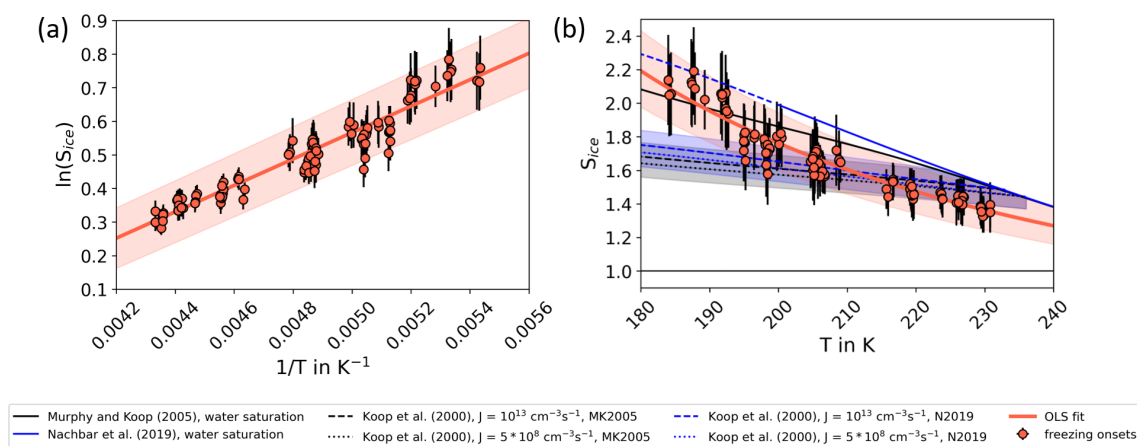 (a)
(b)
0.9
0.8
0.7
0.6
0.5
0.4
0.3
0.2
0.1
ln(S_ice)
0.0042
0.0044
0.0046
0.0048
0.0050
0.0052
0.0054
0.0056
1/T in K⁻¹
2.4
2.2
2.0
1.8
1.6
1.4
1.2
1.0
S_ice
180
190
200
210
220
230
240
T in K
Murphy and Koop (2005), water saturation
Nachbar et al. (2019), water saturation
Koop et al. (2000), J = 10¹³ cm⁻³s⁻¹, MK2005
Koop et al. (2000), J = 5 * 10⁸ cm⁻³s⁻¹, MK2005
Koop et al. (2000), J = 10¹³ cm⁻³s⁻¹, N2019
Koop et al. (2000), J = 5 * 10⁸ cm⁻³s⁻¹, N2019
OLS fit
freezing onsets